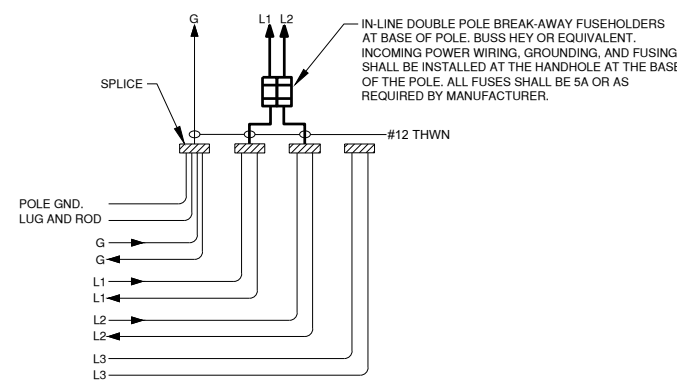 G
L1 L2
IN-LINE DOUBLE POLE BREAK-AWAY FUSEHOLDERS
AT BASE OF POLE. BUSS HEY OR EQUIVALENT.
INCOMING POWER WIRING, GROUNDING, AND FUSING
SHALL BE INSTALLED AT THE HANDHOLE AT THE BASE
OF THE POLE. ALL FUSES SHALL BE 5A OR AS
REQUIRED BY MANUFACTURER.
SPLICE
#12 THWN
POLE GND.
LUG AND ROD
G
G
L1
L1
L2
L2
L3
L3